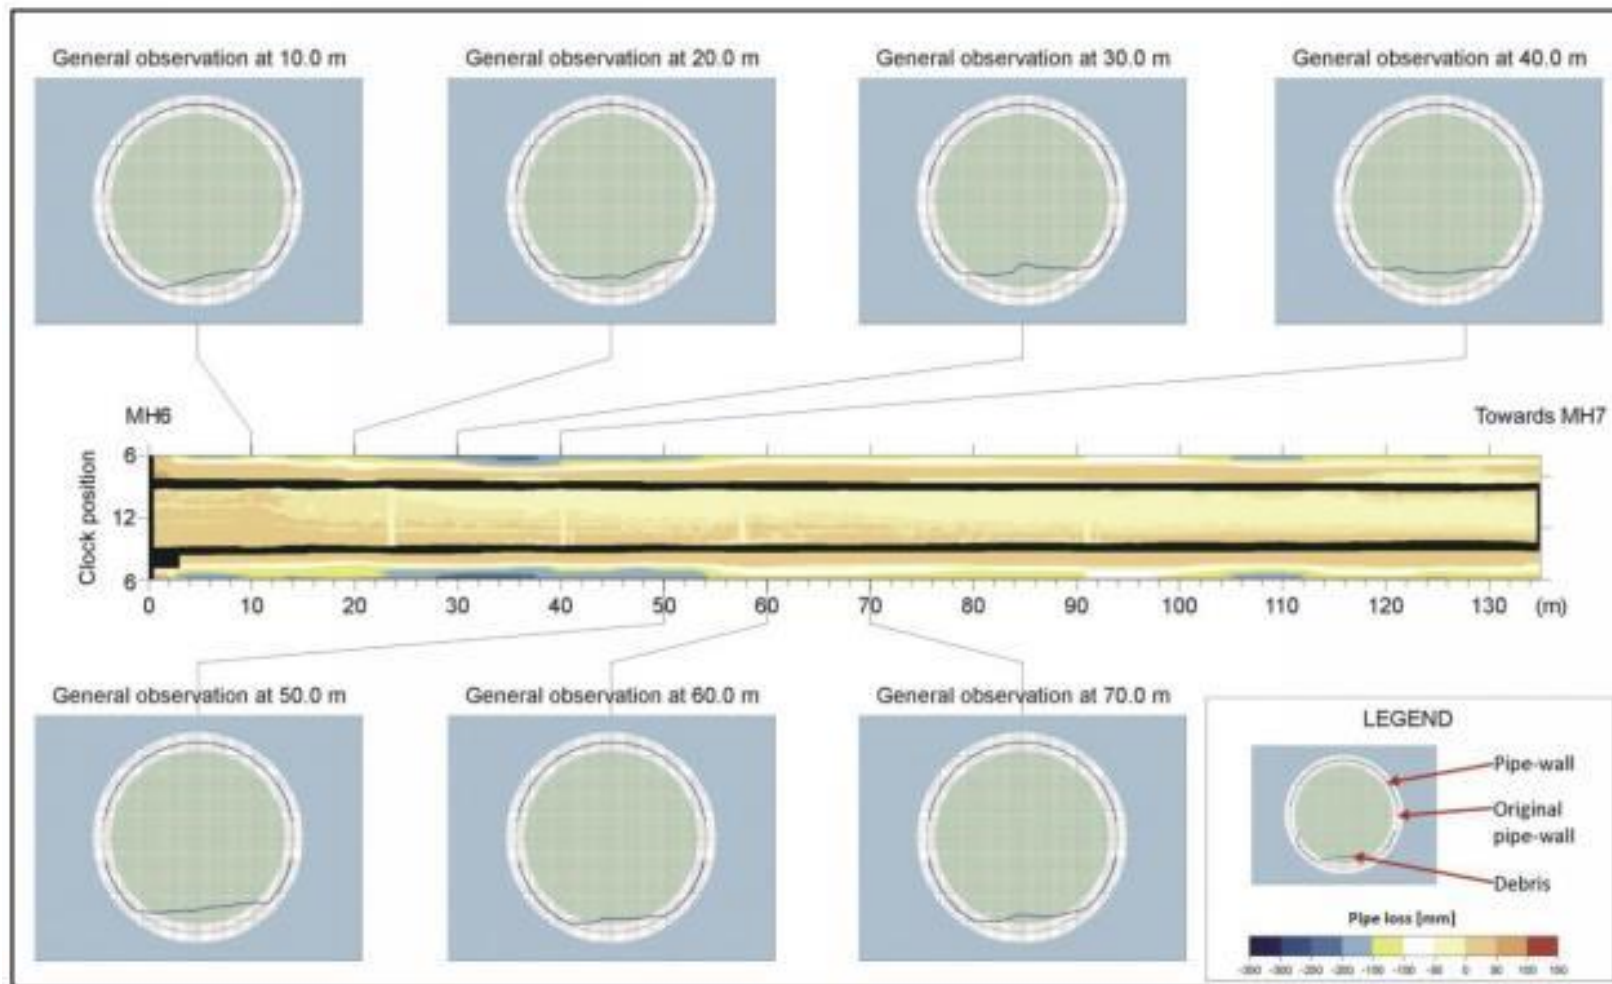 General observation at 10.0 m
General observation at 20.0 m
General observation at 30.0 m
General observation at 40.0 m
MH6
Towards MH7
Clock position
6
12
6
0 10 20 30 40 50 60 70 80 90 100 110 120 130 (m)
General observation at 50.0 m
General observation at 60.0 m
General observation at 70.0 m
LEGEND
Pipe-wall
Original
pipe-wall
Debris
Pipe loss [mm]